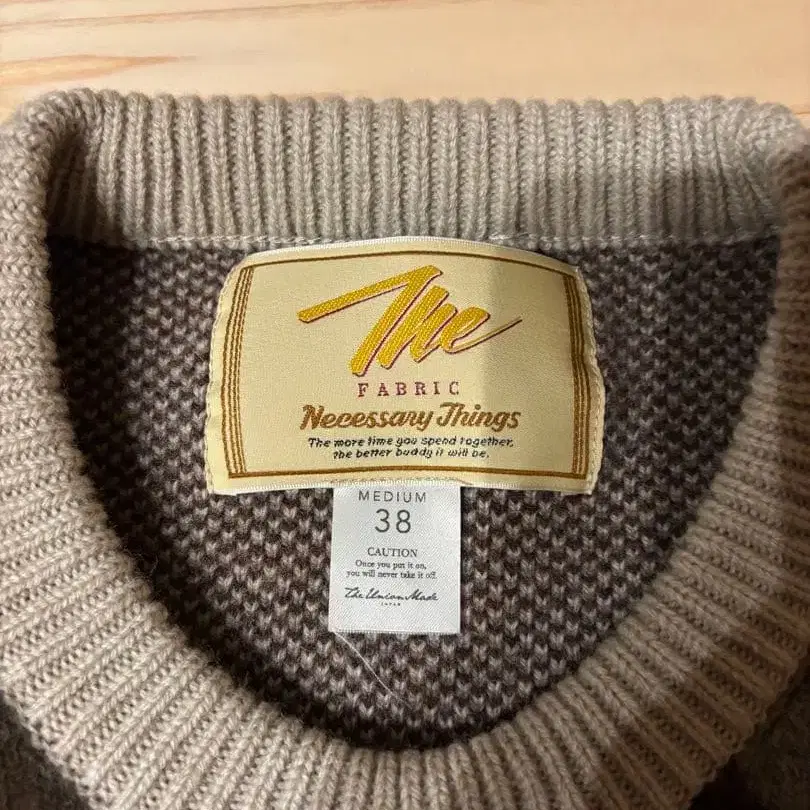 The
FABRIC
Necessary Things
The more time you spend together,
the better buddy it will be.
MEDIUM
38
CAUTION
Once you put it on,
you will never take it off.
The Union Made
JAPAN